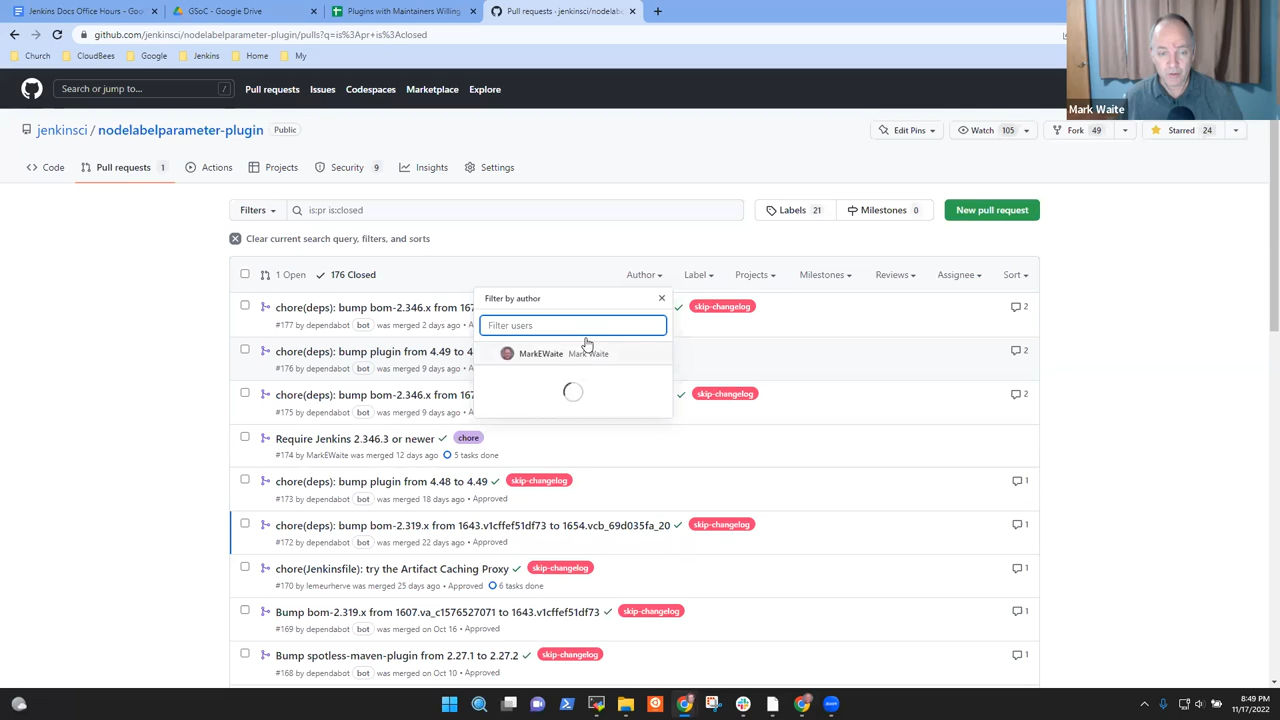 Jenkins Docs Office Hours - Goo
GSoC - Google Drive
Plugins with Maintainers Willing
Pull requests · jenkinsci/nodelab
github.com/jenkinsci/nodelabelparameter-plugin/pulls?q=is%3Apr+is%3Aclosed
Church CloudBees Google Jenkins Home My
Mark Waite
Search or jump to... /
Pull requests Issues Codespaces Marketplace Explore
jenkinsci / nodelabelparameter-plugin Public
Edit Pins Watch 105 Fork 49 Starred 24
Code Pull requests 1 Actions Projects Security 9 Insights Settings
Filters is:pr is:closed Labels 21 Milestones 0 New pull request
Clear current search query, filters, and sorts
1 Open 176 Closed Author Label Projects Milestones Reviews Assignee Sort
Filter by author
Filter users
MarkEWaite Mark Waite
chore(deps): bump bom-2.346.x from 167 skip-changelog 2
#177 by dependabot bot was merged 2 days ago •
chore(deps): bump plugin from 4.49 to 4 2
#176 by dependabot bot was merged 9 days ago •
chore(deps): bump bom-2.346.x from 167 skip-changelog 2
#175 by dependabot bot was merged 9 days ago •
Require Jenkins 2.346.3 or newer chore
#174 by MarkEWaite was merged 12 days ago 5 tasks done
chore(deps): bump plugin from 4.48 to 4.49 skip-changelog 1
#173 by dependabot bot was merged 18 days ago • Approved
chore(deps): bump bom-2.319.x from 1643.v1cffef51df73 to 1654.vcb_69d035fa_20 skip-changelog 1
#172 by dependabot bot was merged 22 days ago • Approved
chore(Jenkinsfile): try the Artifact Caching Proxy skip-changelog 1
#170 by lemeurherve was merged 25 days ago • Approved 6 tasks done
Bump bom-2.319.x from 1607.va_c1576527071 to 1643.v1cffef51df73 skip-changelog 1
#169 by dependabot bot was merged on Oct 16 • Approved
Bump spotless-maven-plugin from 2.27.1 to 2.27.2 skip-changelog 1
#168 by dependabot bot was merged on Oct 10 • Approved
8:49 PM
11/17/2022